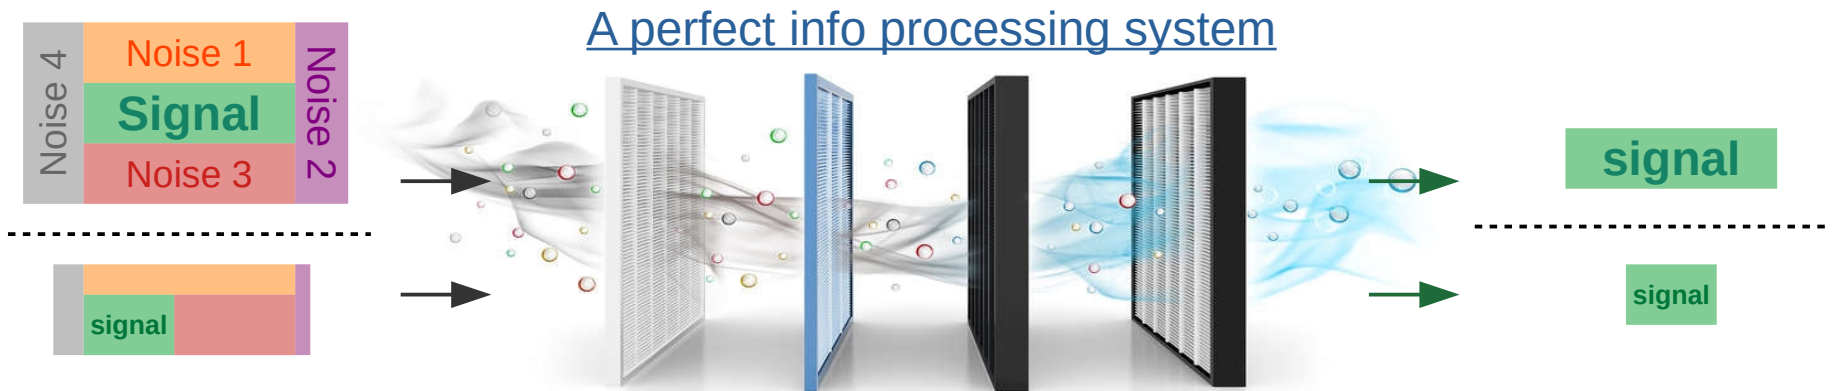 A perfect info processing system
Noise 4
Noise 1
Signal
Noise 3
Noise 2
signal
signal
signal